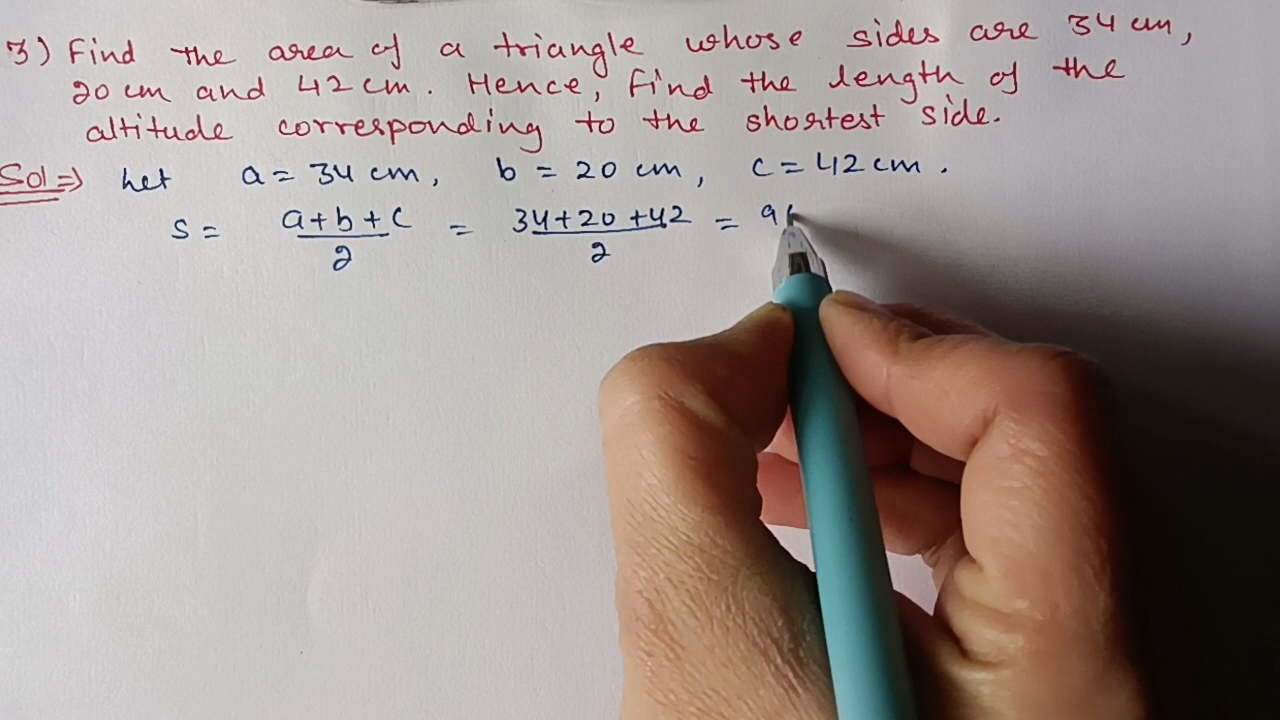 3) Find the area of a triangle whose sides are 34 cm,
20 cm and 42 cm. Hence, find the length of the
altitude corresponding to the shortest side.
Sol⇒ Let a = 34 cm, b = 20 cm, c = 42 cm.
s = (a+b+c)/2 = (34+20+42)/2 = 9